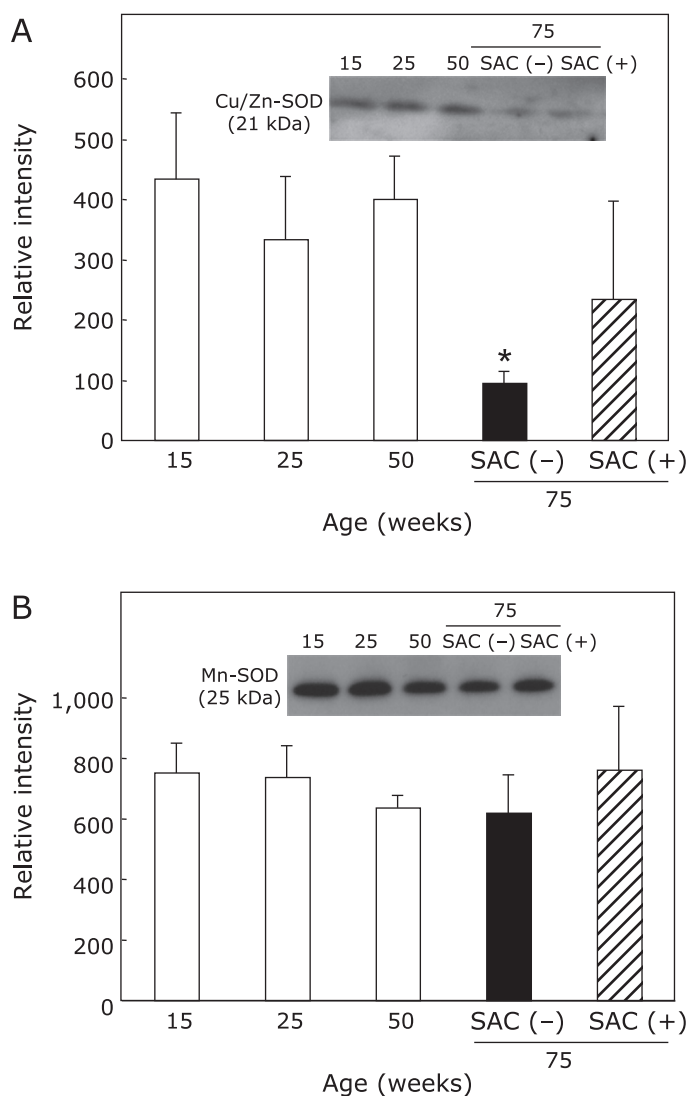 A
75
15 25 50 SAC (–) SAC (+)
Cu/Zn-SOD
(21 kDa)
Relative intensity
600
500
400
300
200
100
0
*
15 25 50 SAC (–) SAC (+)
75
Age (weeks)
B
75
15 25 50 SAC (–) SAC (+)
Mn-SOD
(25 kDa)
Relative intensity
1,000
800
600
400
200
0
15 25 50 SAC (–) SAC (+)
75
Age (weeks)